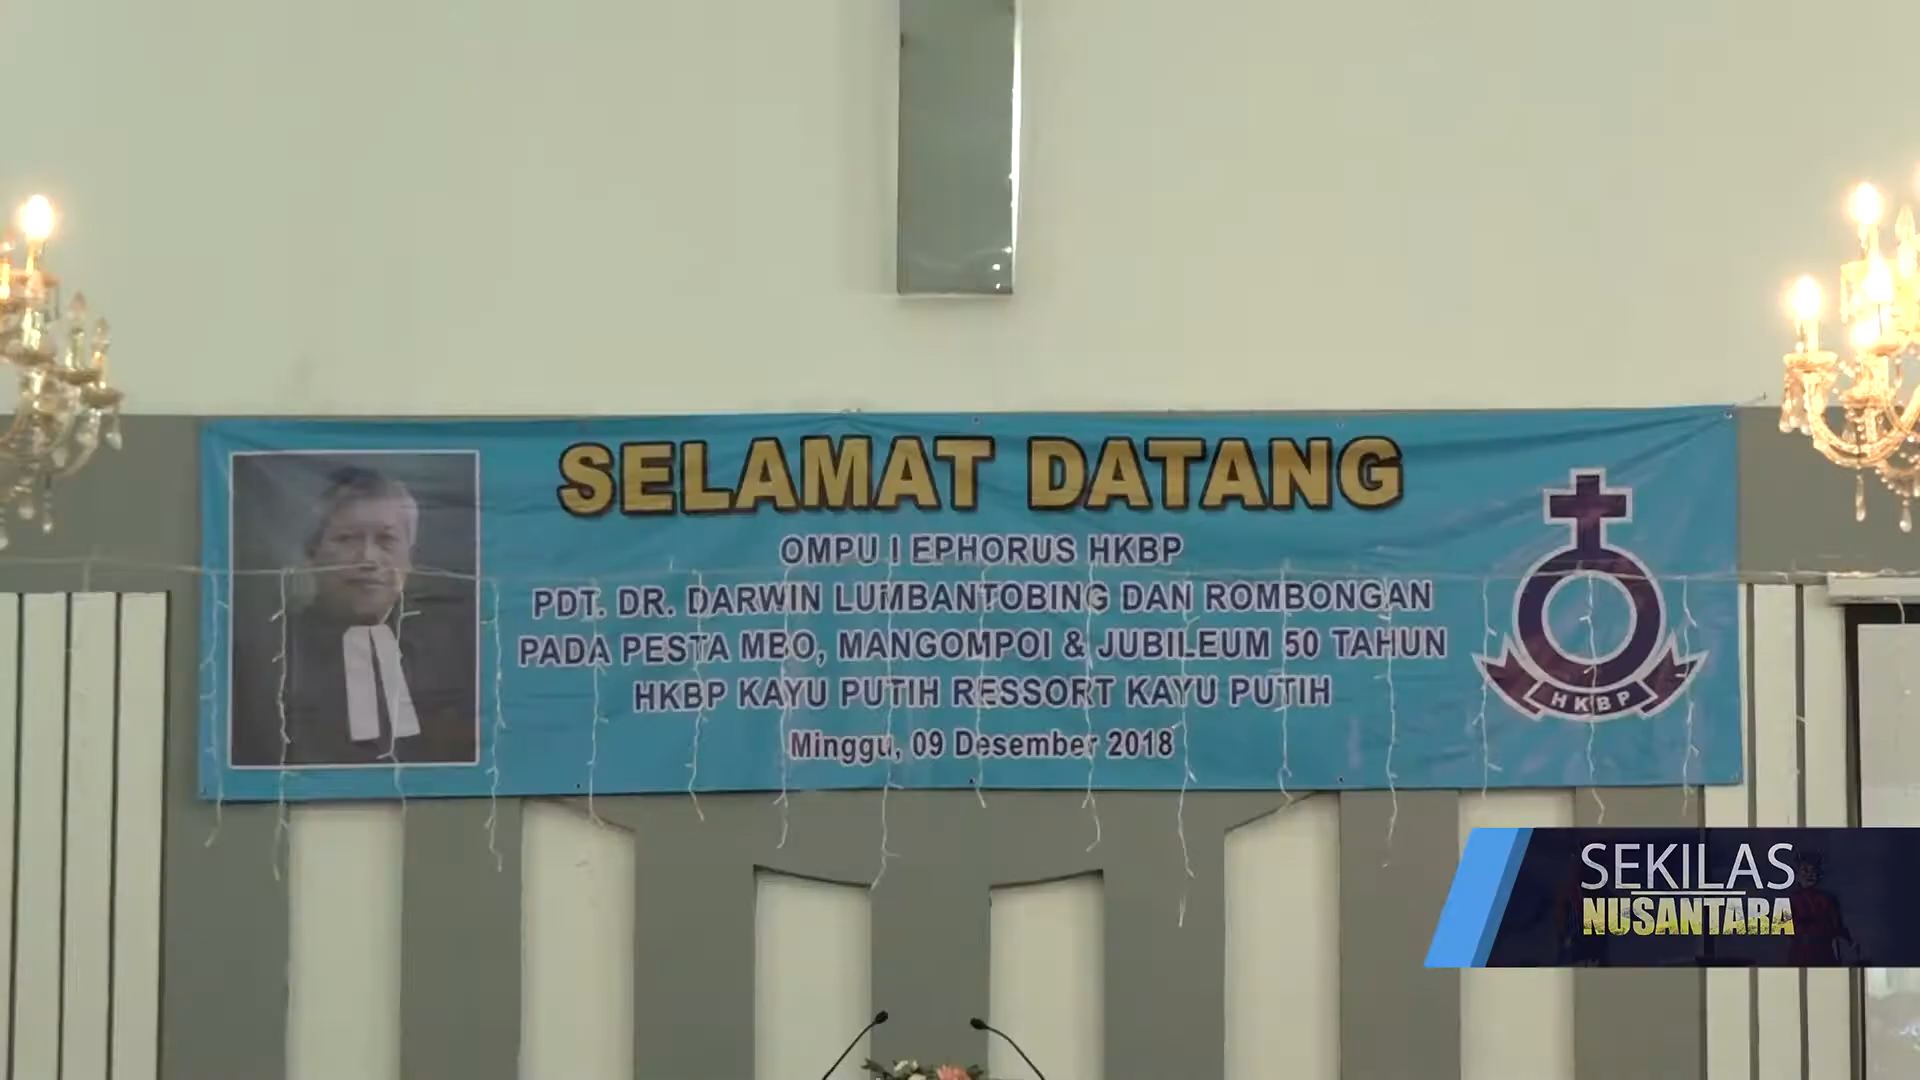 SELAMAT DATANG
OMPU I EPHORUS HKBP
PDT. DR. DARWIN LUMBANTOBING DAN ROMBONGAN
PADA PESTA MBO, MANGOMPOI & JUBILEUM 50 TAHUN
HKBP KAYU PUTIH RESSORT KAYU PUTIH
Minggu, 09 Desember 2018
HKBP
SEKILAS
NUSANTARA